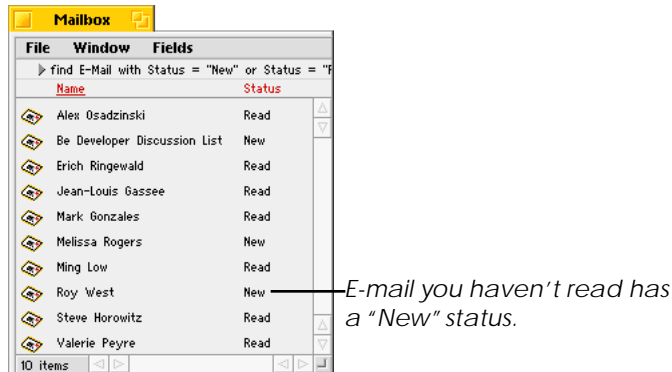 Mailbox
File Window Fields
find E-Mail with Status = "New" or Status =
Name Status
Alex Osadzinski Read
Be Developer Discussion List New
Erich Ringewald Read
Jean-Louis Gassee Read
Mark Gonzales Read
Melissa Rogers New
Ming Low Read
Roy West New
Steve Horowitz Read
Valerie Peyre Read
10 items
E-mail you haven't read has
a “New” status.